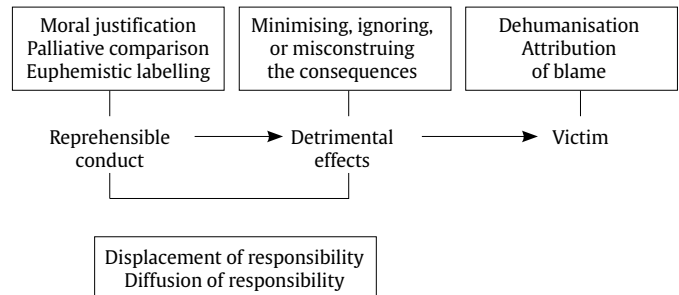 Moral justification
Palliative comparison
Euphemistic labelling
Minimising, ignoring,
or misconstruing
the consequences
Dehumanisation
Attribution
of blame
Reprehensible
conduct
Detrimental
effects
Victim
Displacement of responsibility
Diffusion of responsibility